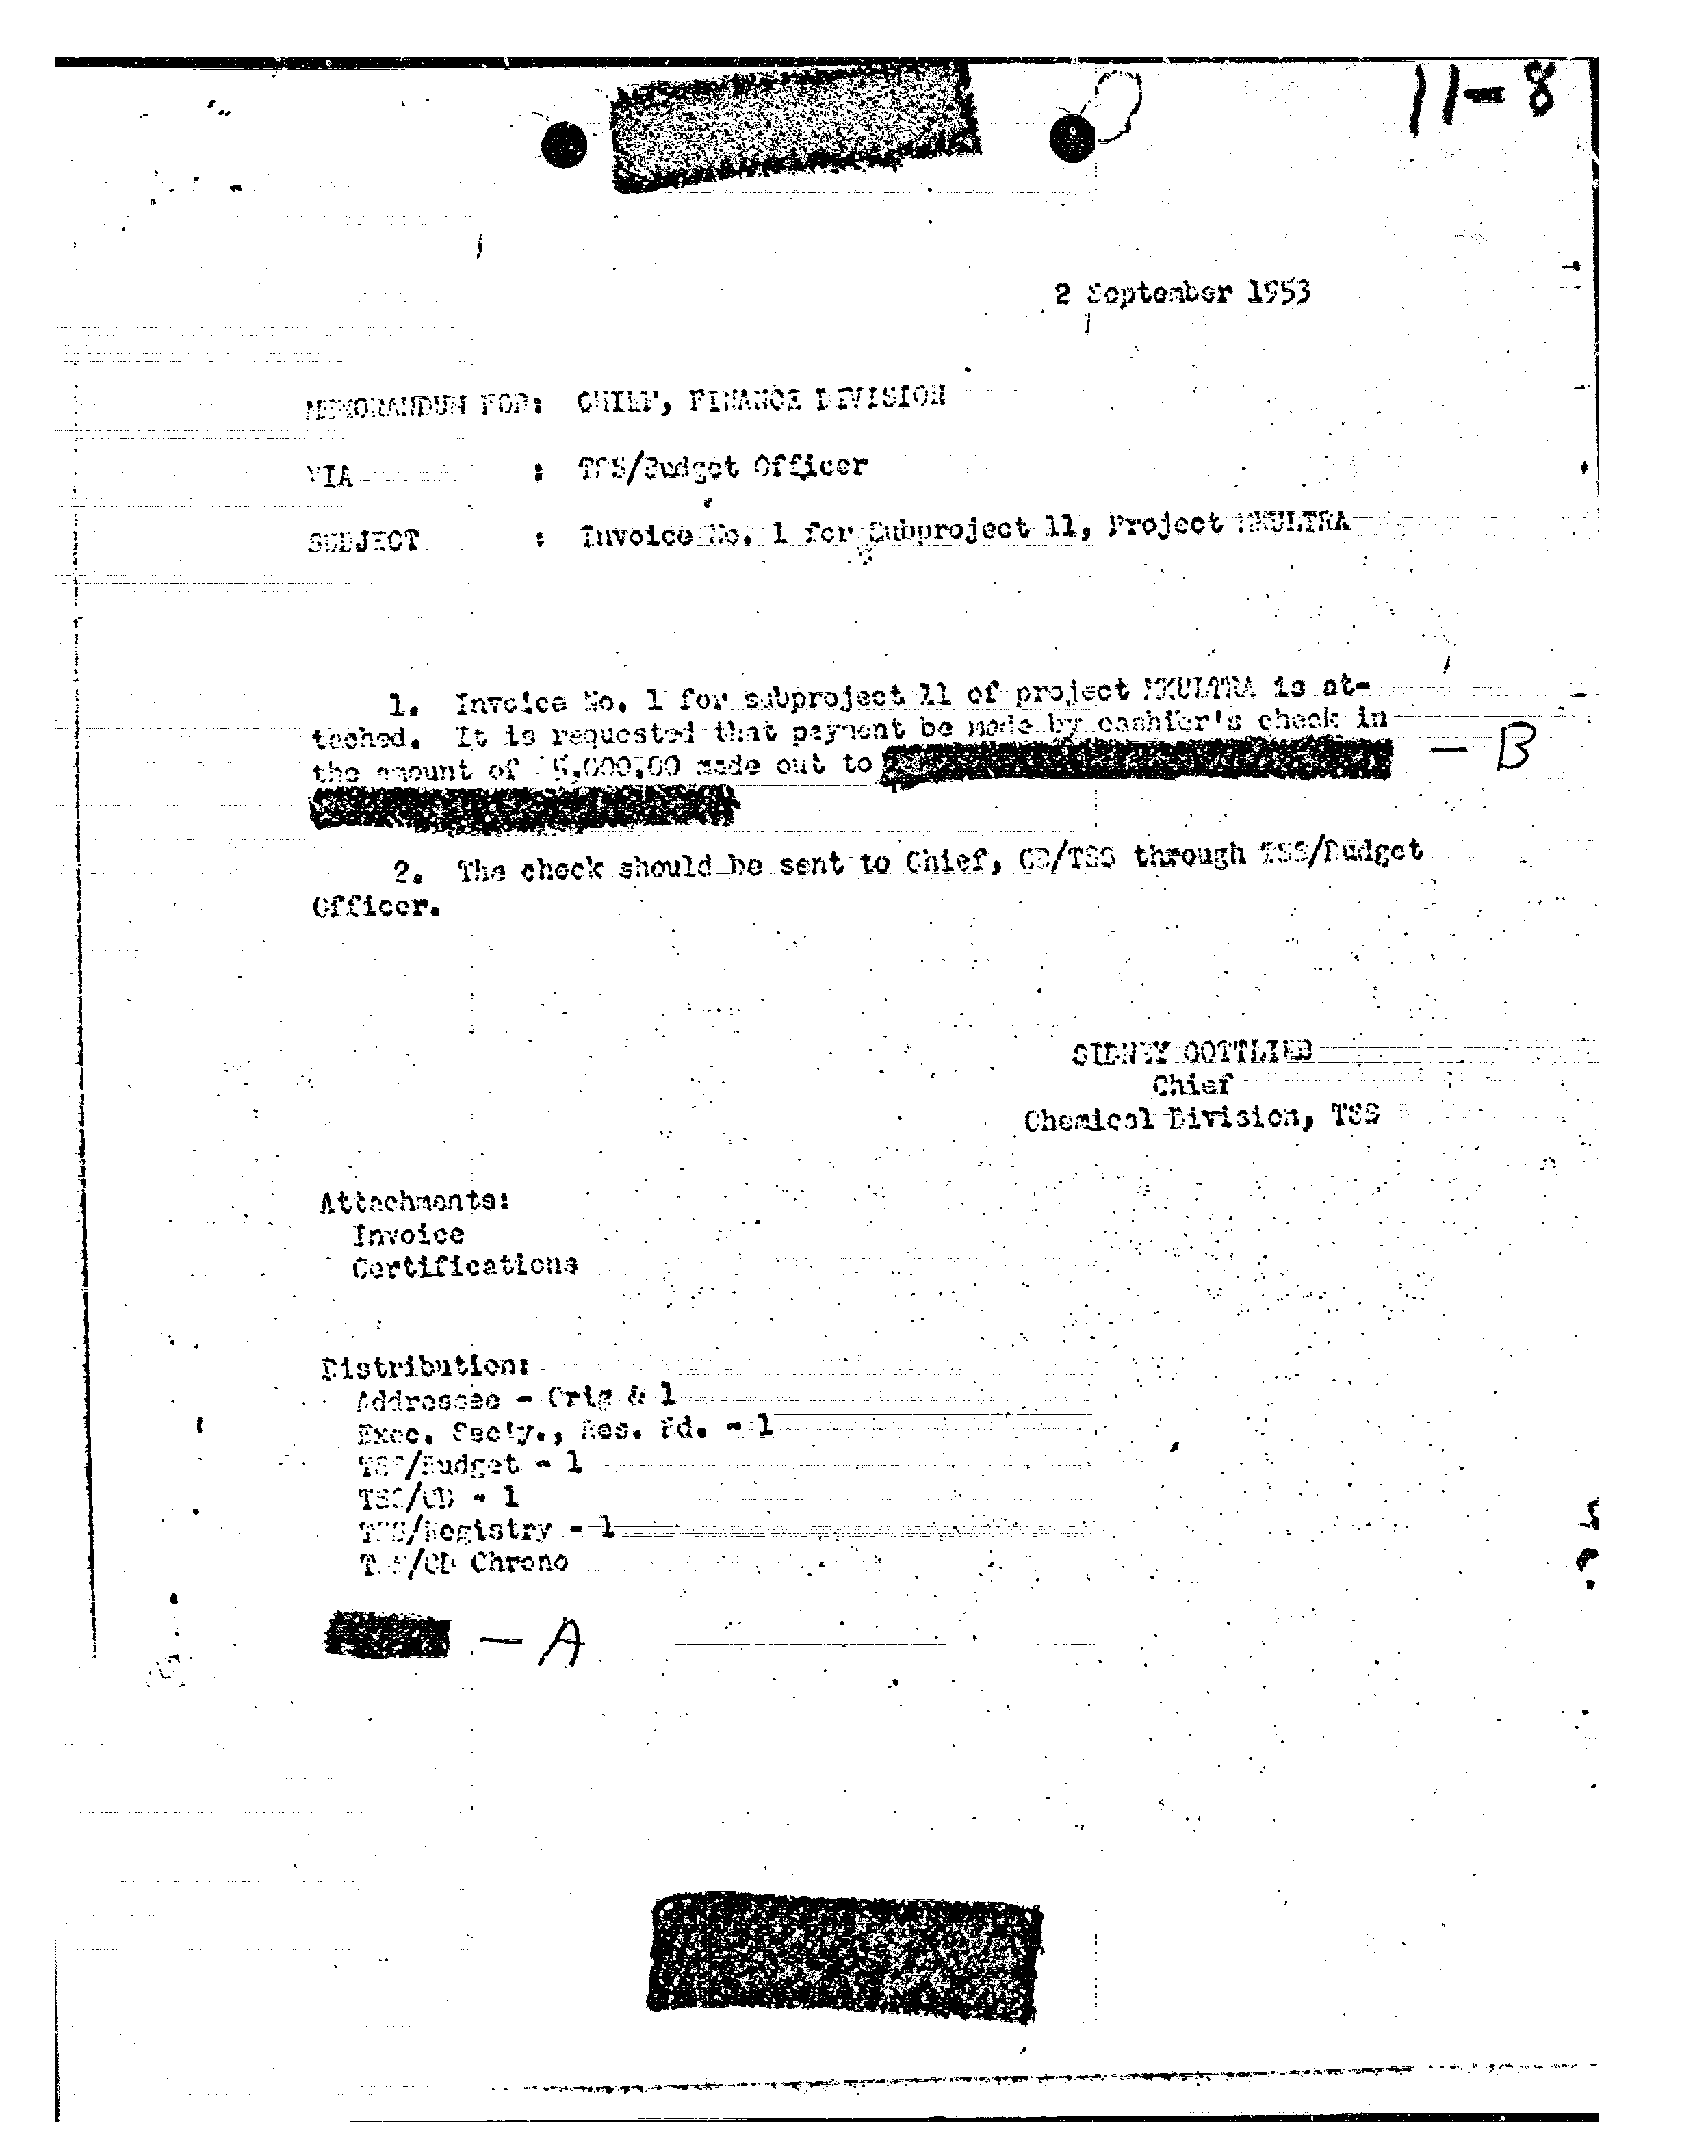 11-8
2 September 1953
MEMORANDUM FOR: CHIEF, FINANCE DIVISION
VIA : TSS/Budget Officer
SUBJECT : Invoice No. 1 for Subproject 11, Project MKULTRA
1. Invoice No. 1 for subproject 11 of project MKULTRA is at-
tached. It is requested that payment be made by cashier's check in
the amount of $5,000.00 made out to
- B
2. The check should be sent to Chief, CD/TSS through TSS/Budget
Officer.
SIDNEY GOTTLIEB
Chief
Chemical Division, TSS
Attachments:
Invoice
Certifications
Distribution:
Addressee - Orig & 1
Exec. Sec'y., Res. Bd. - 1
TSS/Budget - 1
TSS/CD - 1
TSS/Registry - 1
TSS/CD Chrono
- A